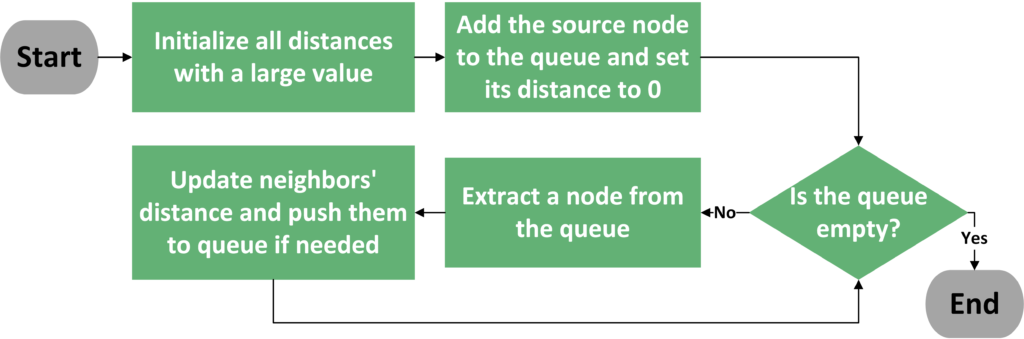 Start
Initialize all distances
with a large value
Add the source node
to the queue and set
its distance to 0
Is the queue
empty?
No
Extract a node from
the queue
Update neighbors'
distance and push them
to queue if needed
Yes
End